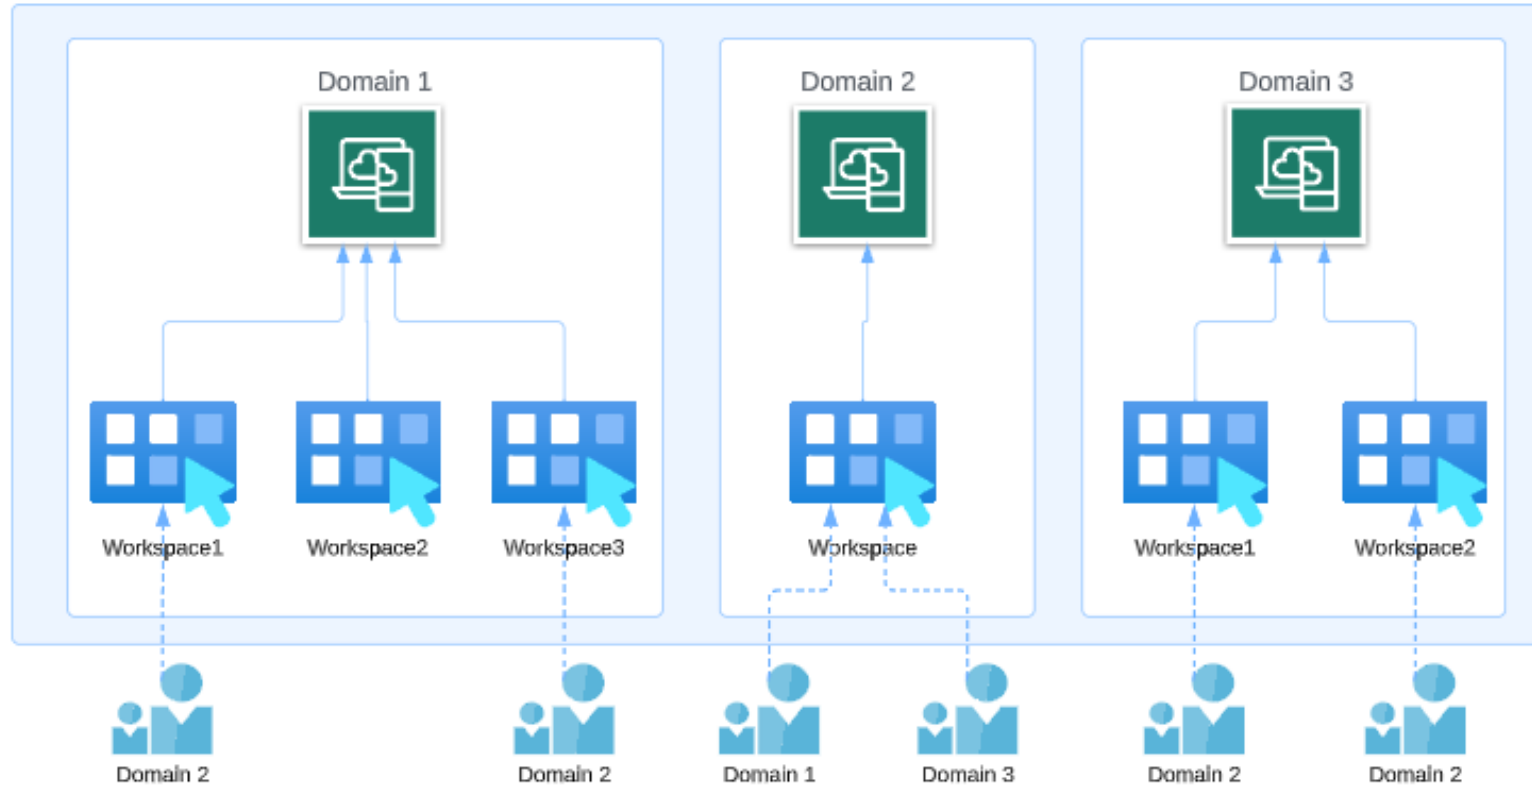 Domain 1
Domain 2
Domain 3
Workspace1
Workspace2
Workspace3
Workspace
Workspace1
Workspace2
Domain 2
Domain 2
Domain 1
Domain 3
Domain 2
Domain 2